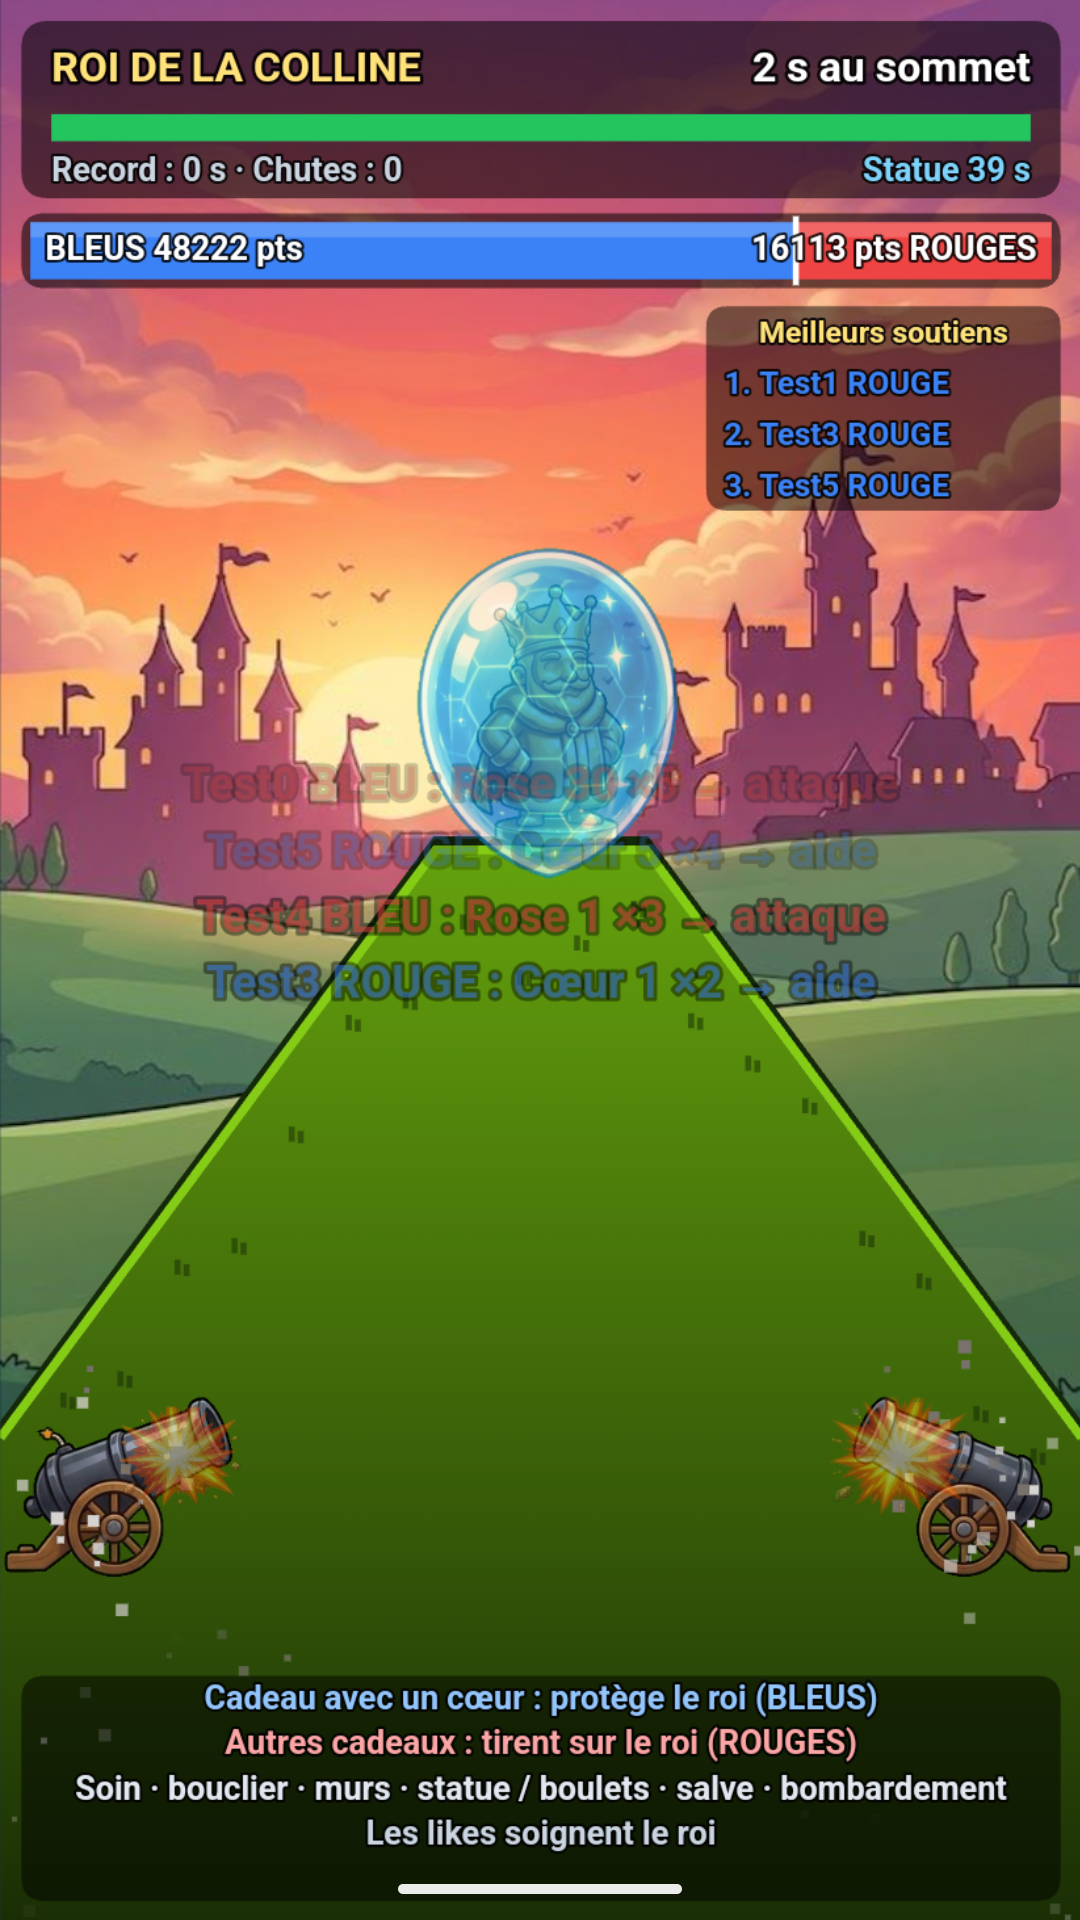 ROI DE LA COLLINE
2 s au sommet
Record : 0 s · Chutes : 0
Statue 39 s
BLEUS 48222 pts
16113 pts ROUGES
Meilleurs soutiens
1. Test1 ROUGE
2. Test3 ROUGE
3. Test5 ROUGE
Test0 BLEU : Rose 30 ×5 → attaque
Test5 ROUGE : Cœur 5 ×4 → aide
Test4 BLEU : Rose 1 ×3 → attaque
Test3 ROUGE : Cœur 1 ×2 → aide
Cadeau avec un cœur : protège le roi (BLEUS)
Autres cadeaux : tirent sur le roi (ROUGES)
Soin · bouclier · murs · statue / boulets · salve · bombardement
Les likes soignent le roi